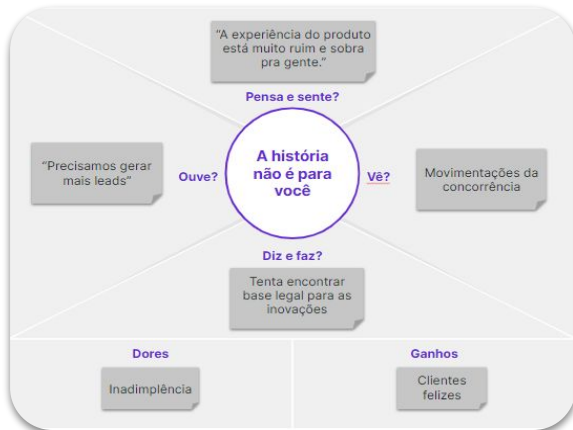 “A experiência do produto
está muito ruim e sobra
pra gente.”
Pensa e sente?
“Precisamos gerar
mais leads”
Ouve?
A história
não é para
você
Vê?
Movimentações da
concorrência
Diz e faz?
Tenta encontrar
base legal para as
inovações
Dores
Inadimplência
Ganhos
Clientes
felizes